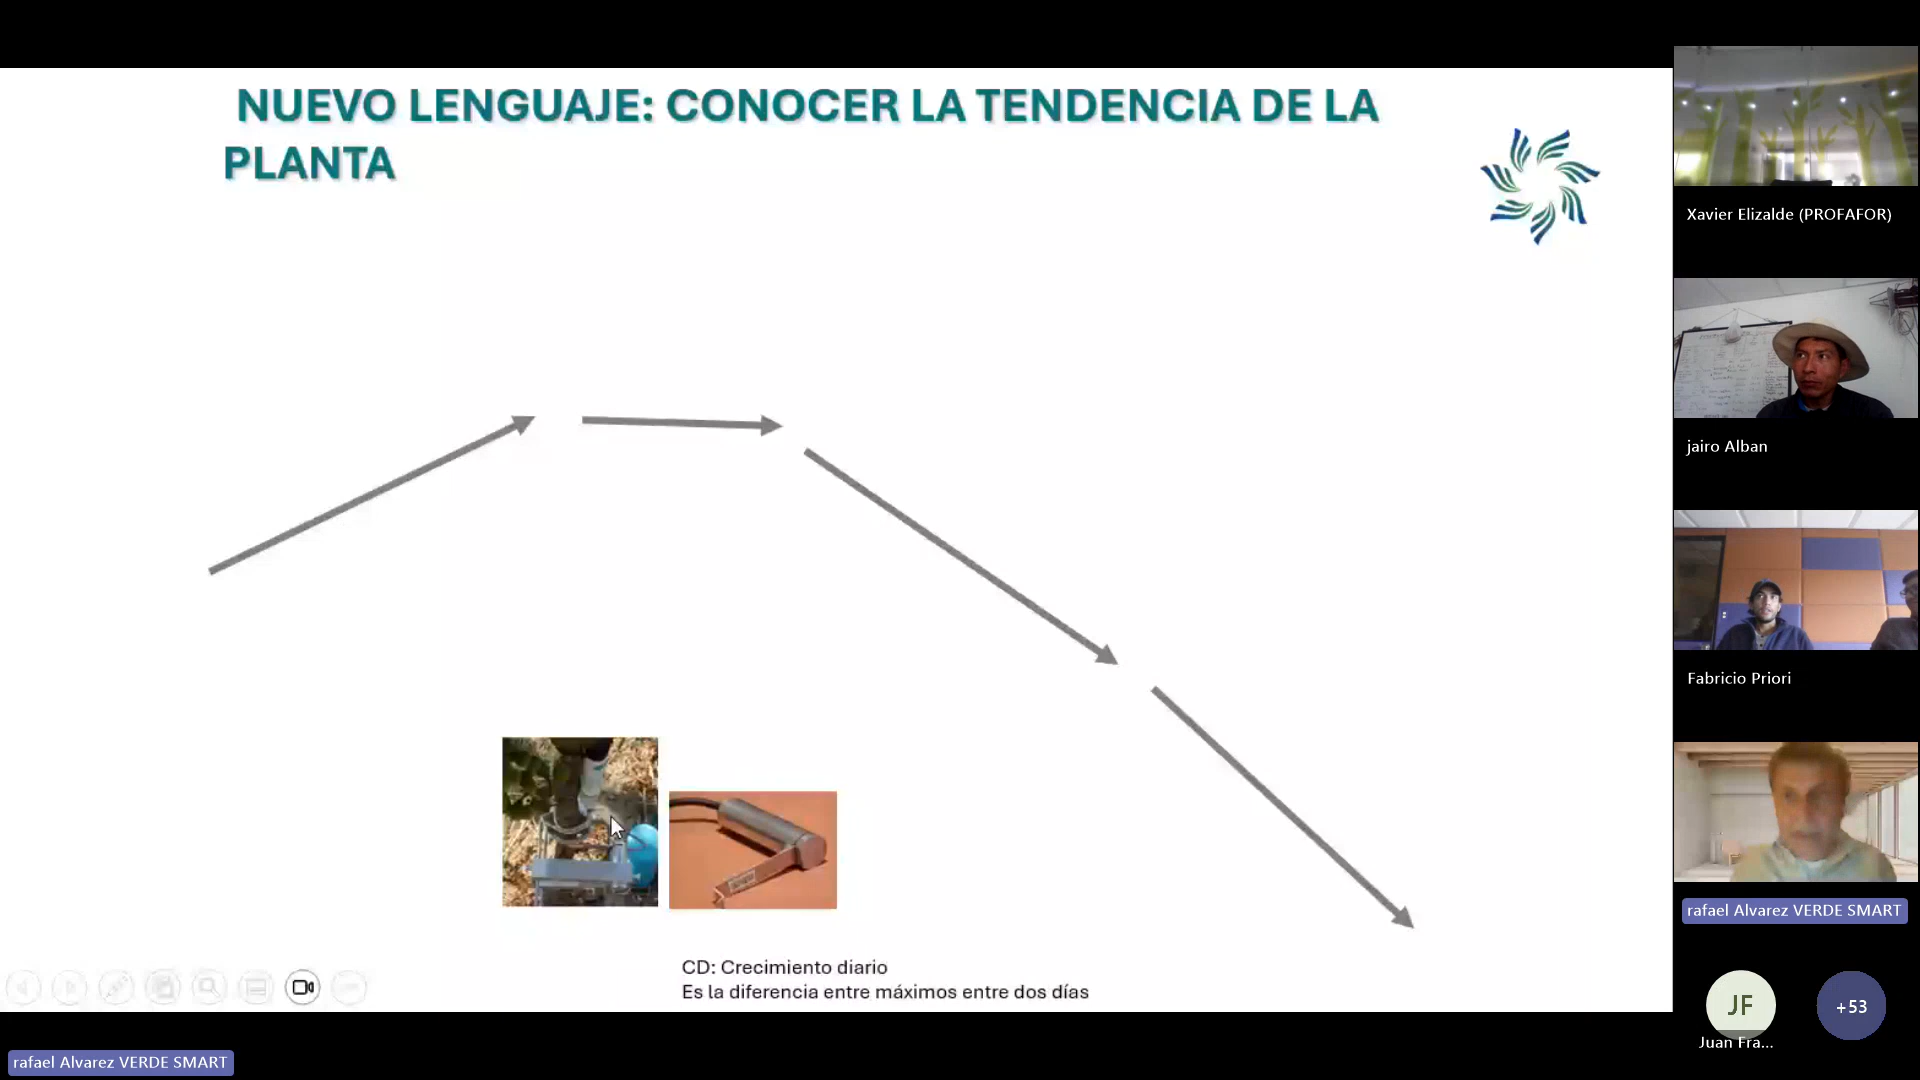 NUEVO LENGUAJE: CONOCER LA TENDENCIA DE LA
PLANTA
CD: Crecimiento diario
Es la diferencia entre máximos entre dos días
rafael Alvarez VERDE SMART
Xavier Elizalde (PROFAFOR)
jairo Alban
Fabricio Priori
rafael Alvarez VERDE SMART
JF
Juan Fra...
+53